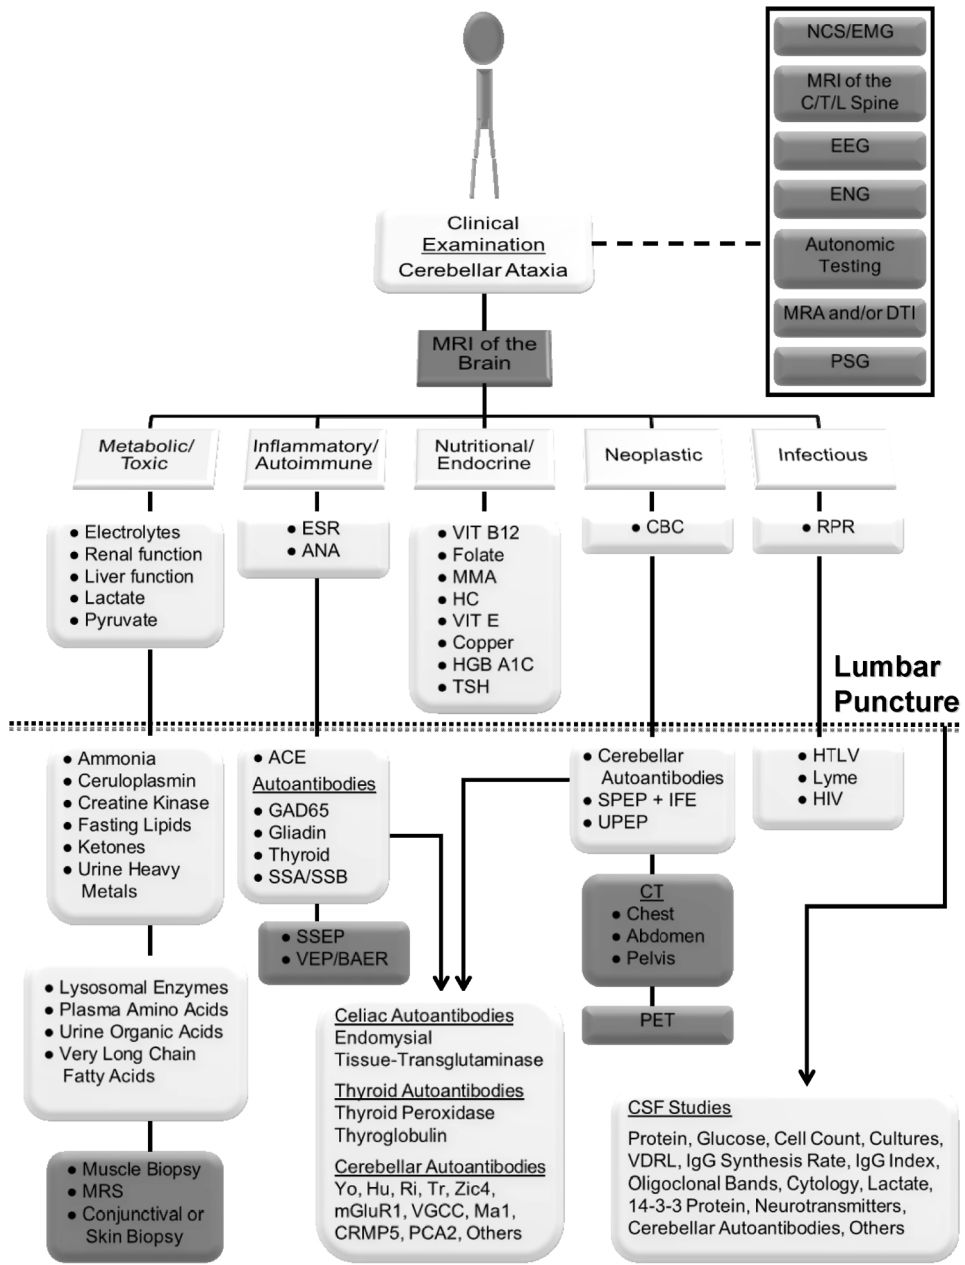 NCS/EMG
MRI of the
C/T/L Spine
EEG
ENG
Autonomic
Testing
MRA and/or DTI
PSG
Clinical
Examination
Cerebellar Ataxia
MRI of the
Brain
Metabolic/
Toxic
Inflammatory/
Autoimmune
Nutritional/
Endocrine
Neoplastic
Infectious
● Electrolytes
● Renal function
● Liver function
● Lactate
● Pyruvate
● ESR
● ANA
● VIT B12
● Folate
● MMA
● HC
● VIT E
● Copper
● HGB A1C
● TSH
● CBC
● RPR
Lumbar
Puncture
● Ammonia
● Ceruloplasmin
● Creatine Kinase
● Fasting Lipids
● Ketones
● Urine Heavy
Metals
● ACE
Autoantibodies
● GAD65
● Gliadin
● Thyroid
● SSA/SSB
● SSEP
● VEP/BAER
● Cerebellar
Autoantibodies
● SPEP + IFE
● UPEP
● HTLV
● Lyme
● HIV
CT
● Chest
● Abdomen
● Pelvis
PET
● Lysosomal Enzymes
● Plasma Amino Acids
● Urine Organic Acids
● Very Long Chain
Fatty Acids
● Muscle Biopsy
● MRS
● Conjunctival or
Skin Biopsy
Celiac Autoantibodies
Endomysial
Tissue-Transglutaminase
Thyroid Autoantibodies
Thyroid Peroxidase
Thyroglobulin
Cerebellar Autoantibodies
Yo, Hu, Ri, Tr, Zic4,
mGluR1, VGCC, Ma1,
CRMP5, PCA2, Others
CSF Studies
Protein, Glucose, Cell Count, Cultures,
VDRL, IgG Synthesis Rate, IgG Index,
Oligoclonal Bands, Cytology, Lactate,
14-3-3 Protein, Neurotransmitters,
Cerebellar Autoantibodies, Others